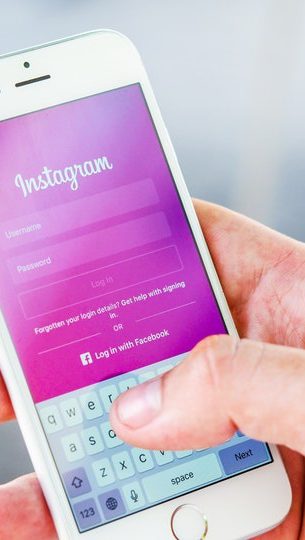 Instagram
Username
Password
Log In
Forgotten your login details? Get help with signing
in.
OR
f Log in with Facebook
q w e r
a s d
z x c v
123 space Next